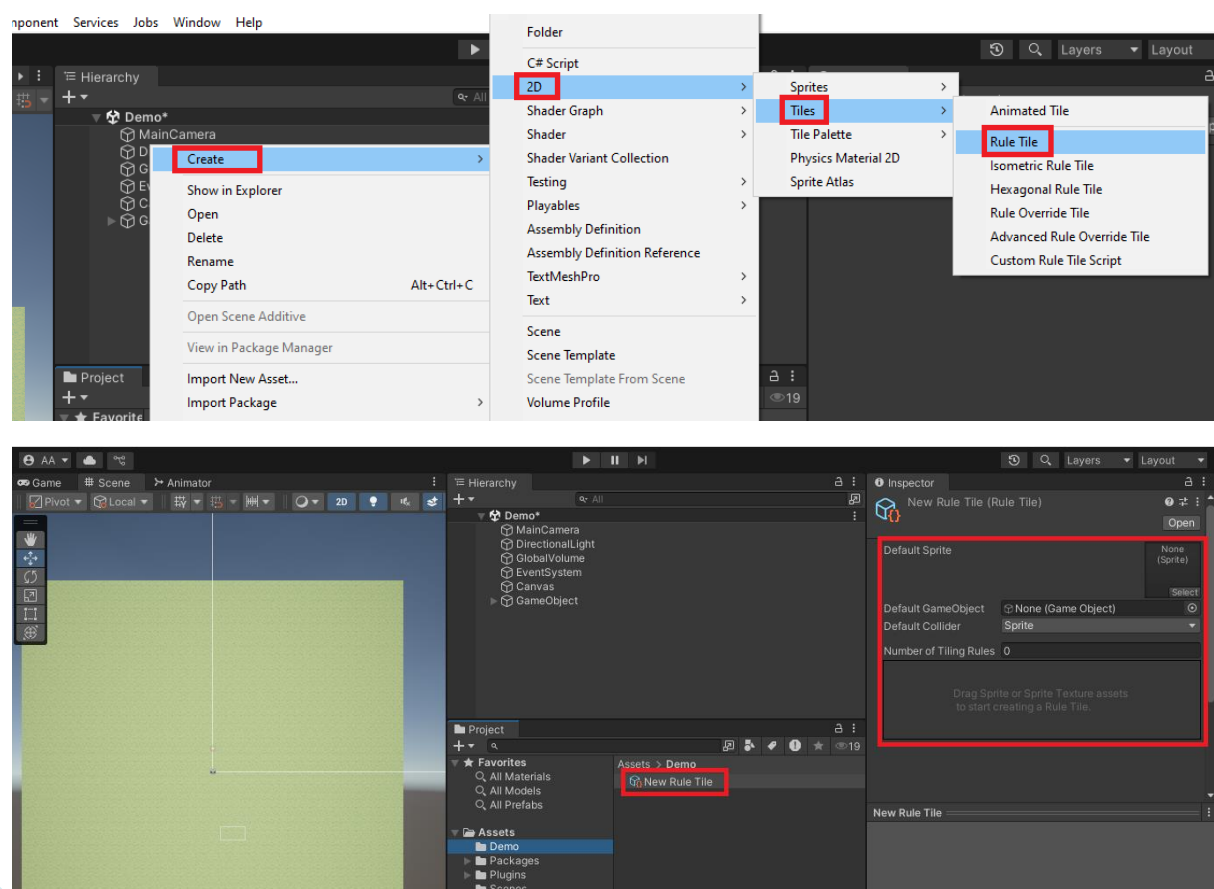 Services Jobs Window Help
Layers Layout
Hierarchy
All
Demo*
MainCamera
Create
Show in Explorer
Open
Delete
Rename
Copy Path Alt+Ctrl+C
Open Scene Additive
View in Package Manager
Import New Asset...
Import Package
Project
19
Folder
C# Script
2D
Shader Graph
Shader
Shader Variant Collection
Testing
Playables
Assembly Definition
Assembly Definition Reference
TextMeshPro
Text
Scene
Scene Template
Scene Template From Scene
Volume Profile
Sprites
Tiles
Tile Palette
Physics Material 2D
Sprite Atlas
Animated Tile
Rule Tile
Isometric Rule Tile
Hexagonal Rule Tile
Rule Override Tile
Advanced Rule Override Tile
Custom Rule Tile Script
AA
Layers Layout
Game Scene Animator
Pivot Local 2D
Hierarchy
All
Demo*
MainCamera
DirectionalLight
GlobalVolume
EventSystem
Canvas
GameObject
Project
19
Favorites
All Materials
All Models
All Prefabs
Assets
Demo
Packages
Plugins
Scenes
Assets > Demo
New Rule Tile
Inspector
New Rule Tile (Rule Tile)
Open
Default Sprite
None
(Sprite)
Select
Default GameObject None (Game Object)
Default Collider Sprite
Number of Tiling Rules 0
Drag Sprite or Sprite Texture assets
to start creating a Rule Tile.
New Rule Tile